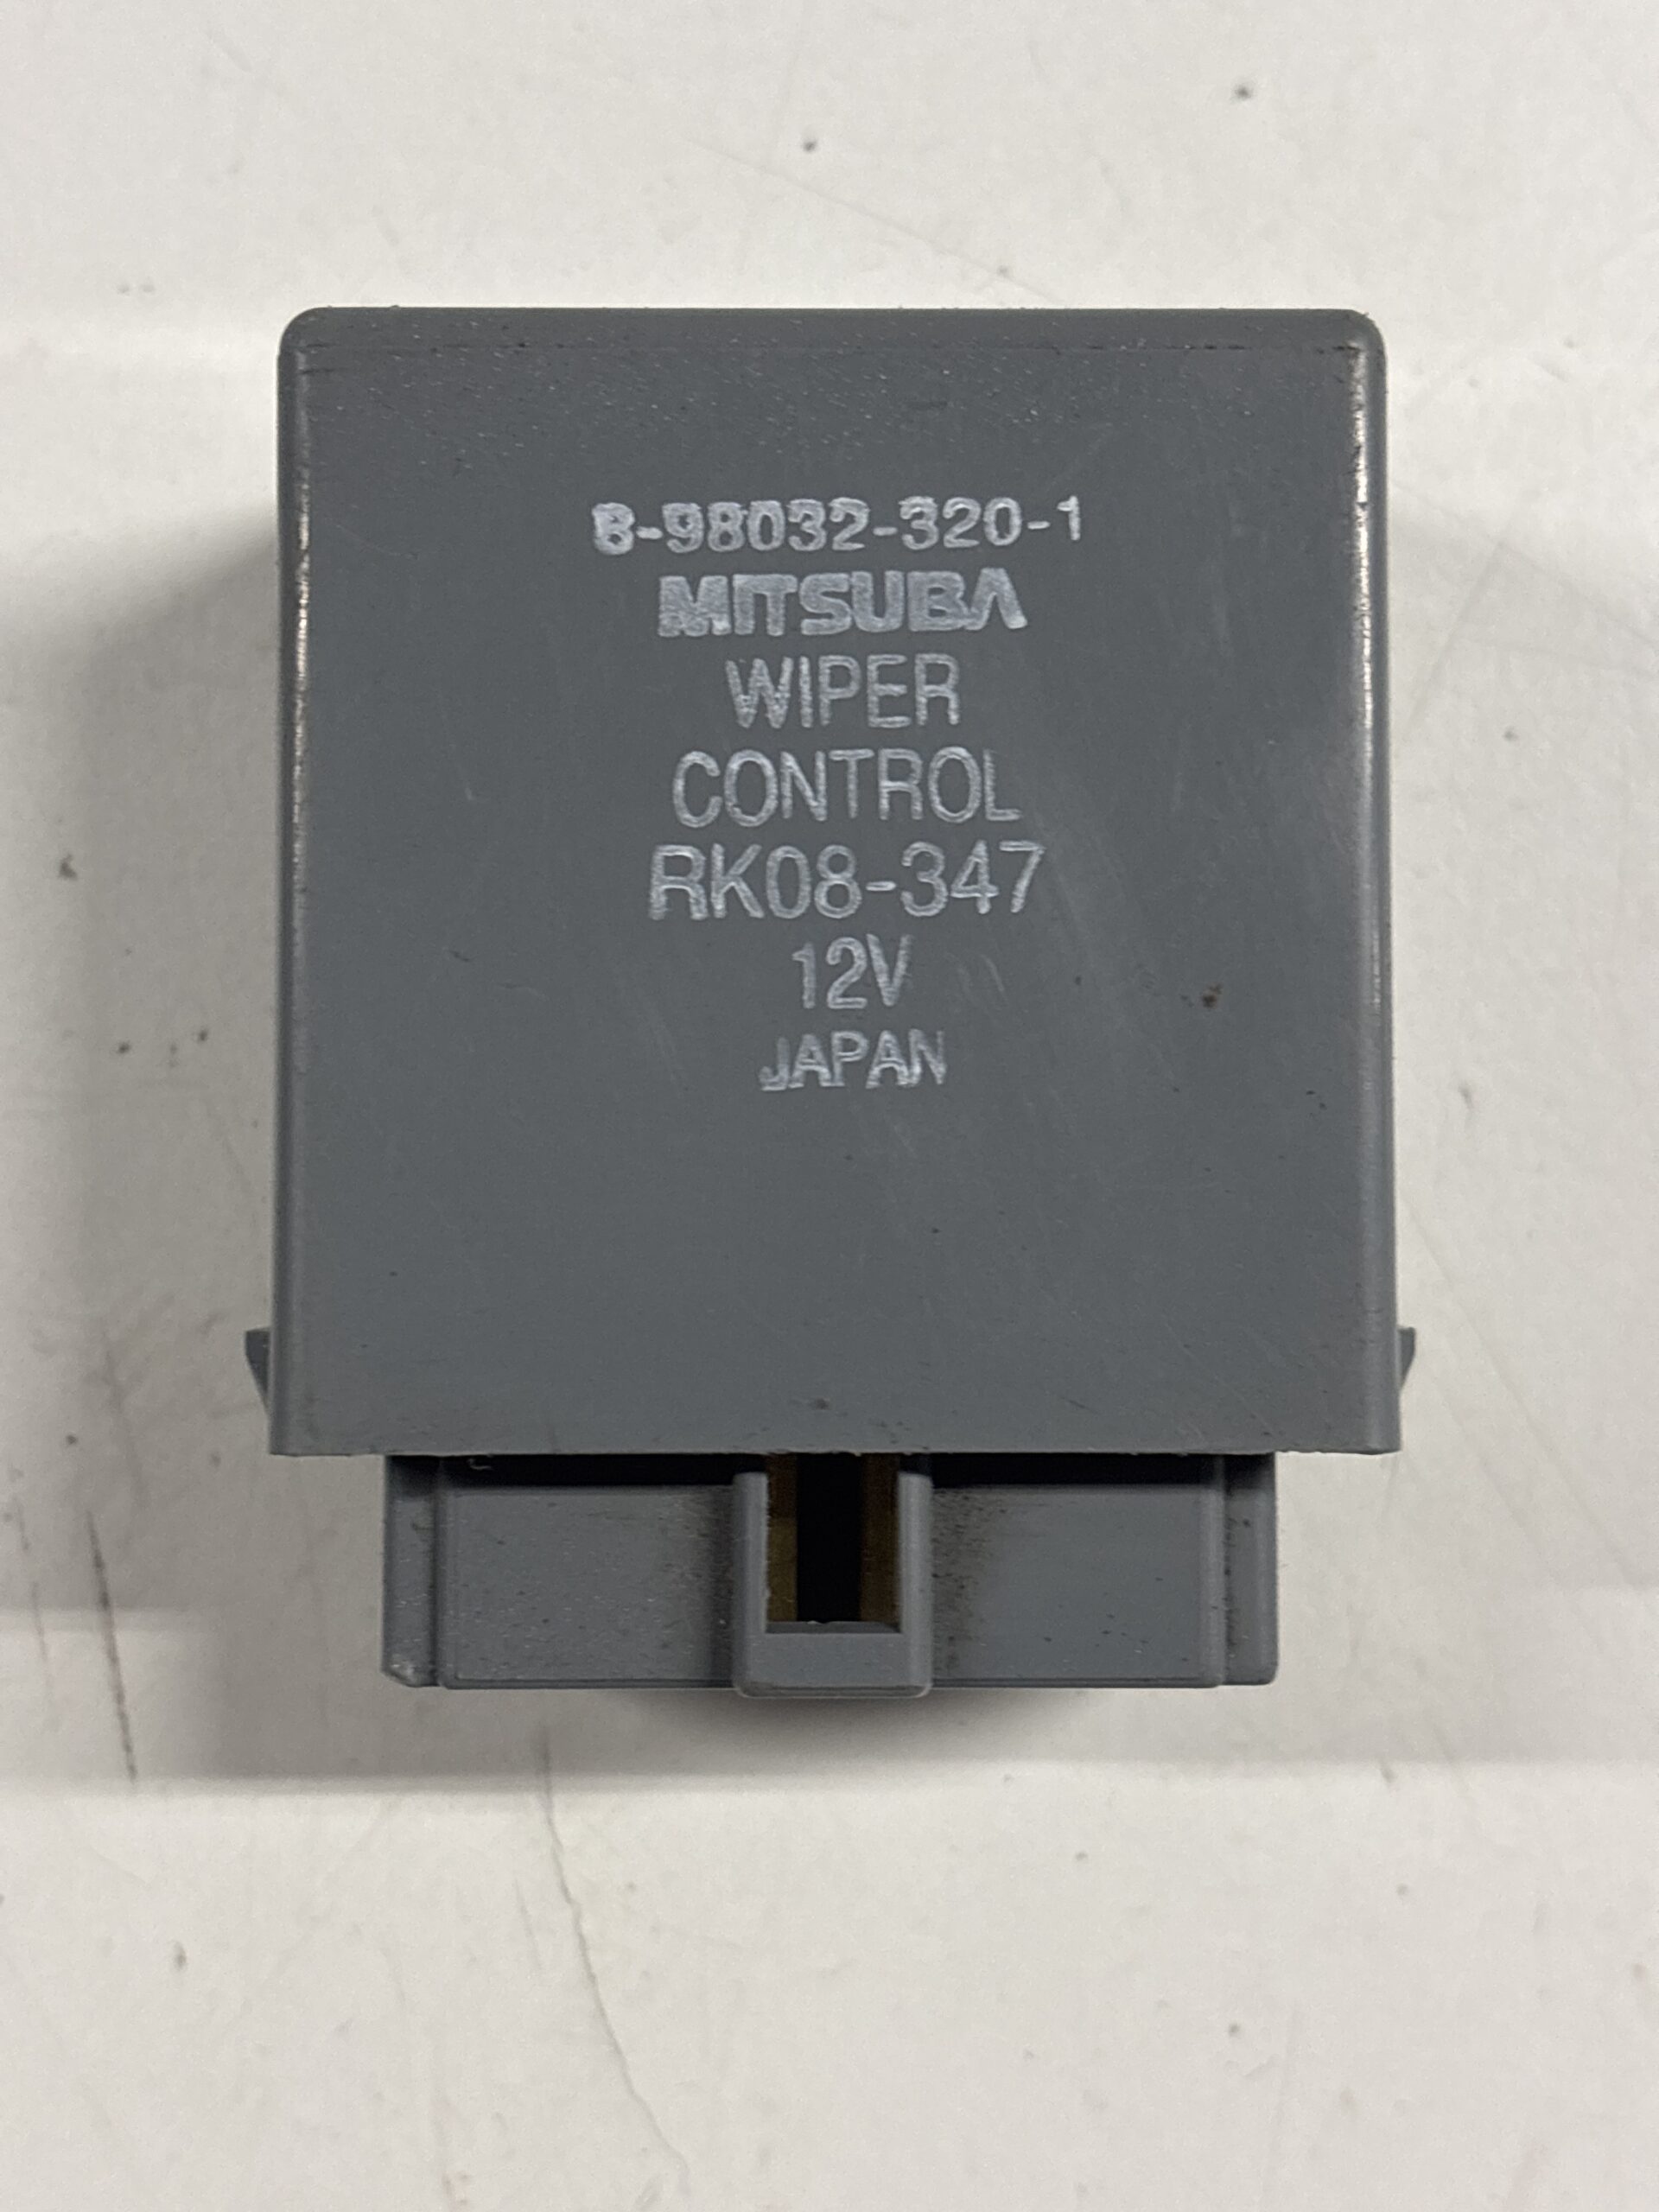 8-98032-320-1
MITSUBA
WIPER
CONTROL
RK08-347
12V
JAPAN